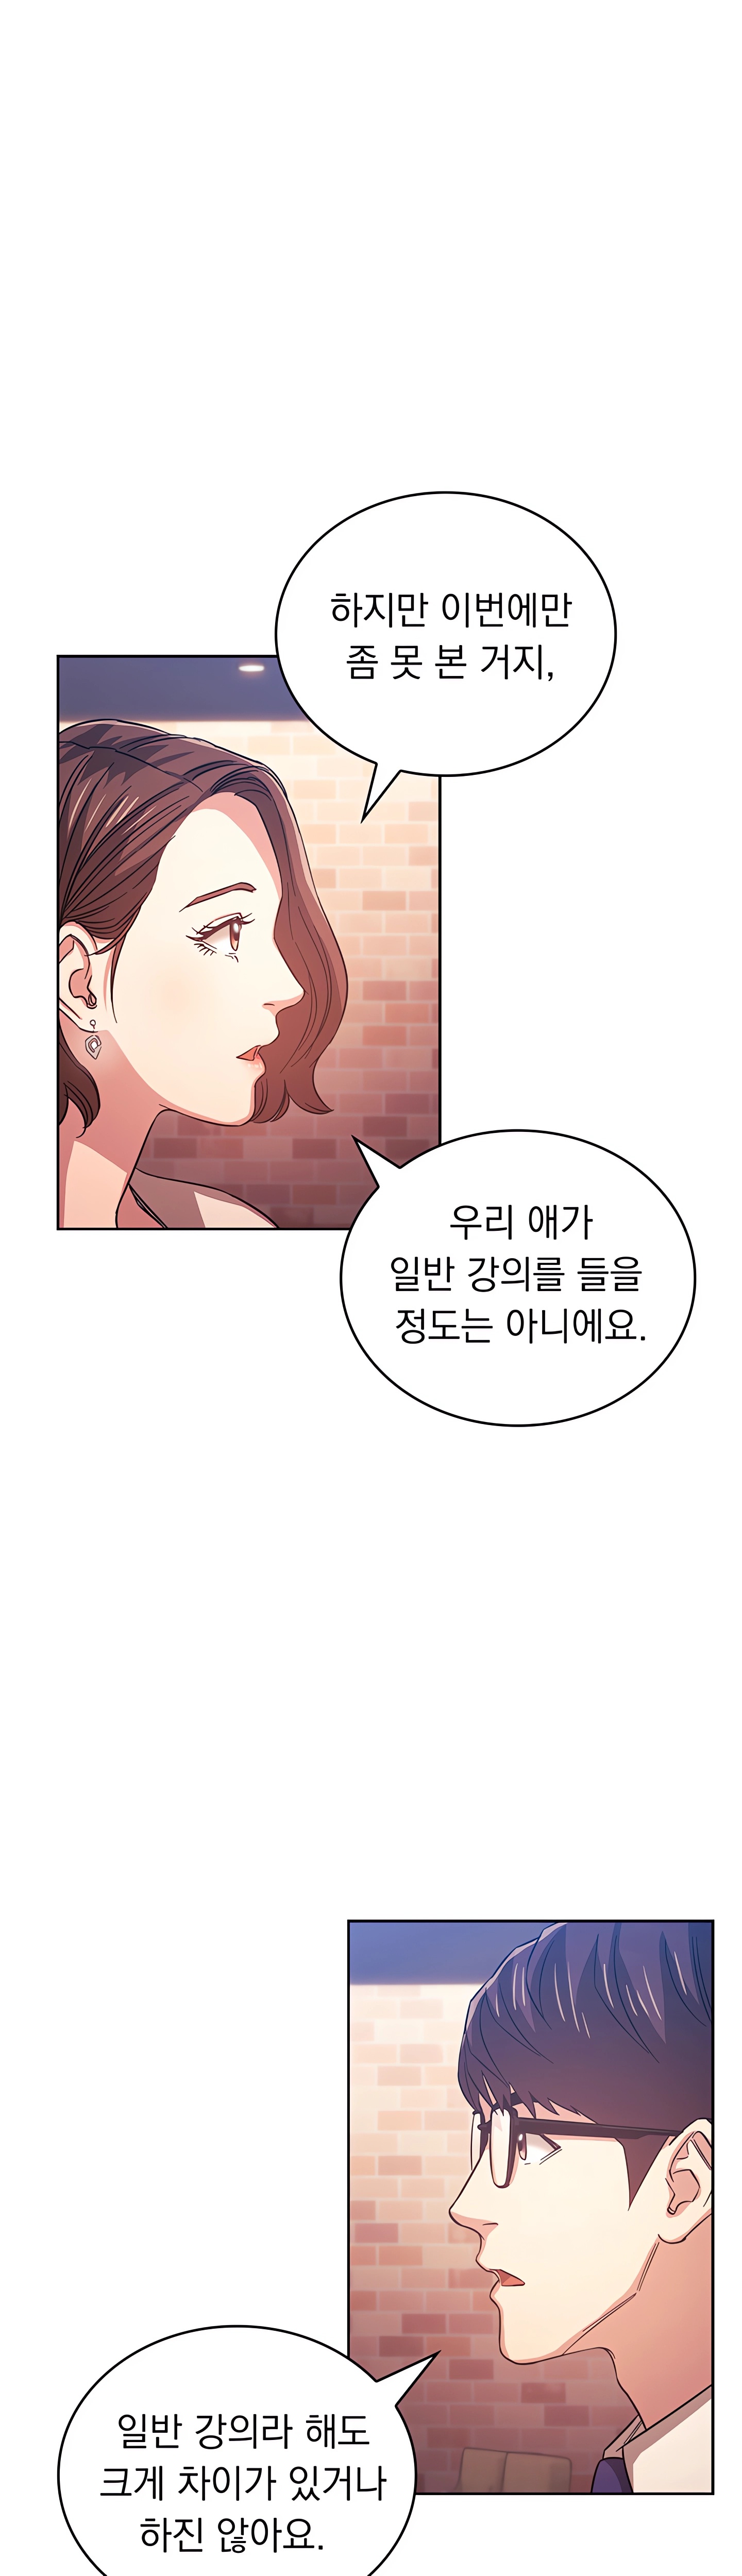 하지만 이번에만
좀 못 본 거지,
우리 애가
일반 강의를 들을
정도는 아니에요.
일반 강의라 해도
크게 차이가 있거나
하진 않아요.